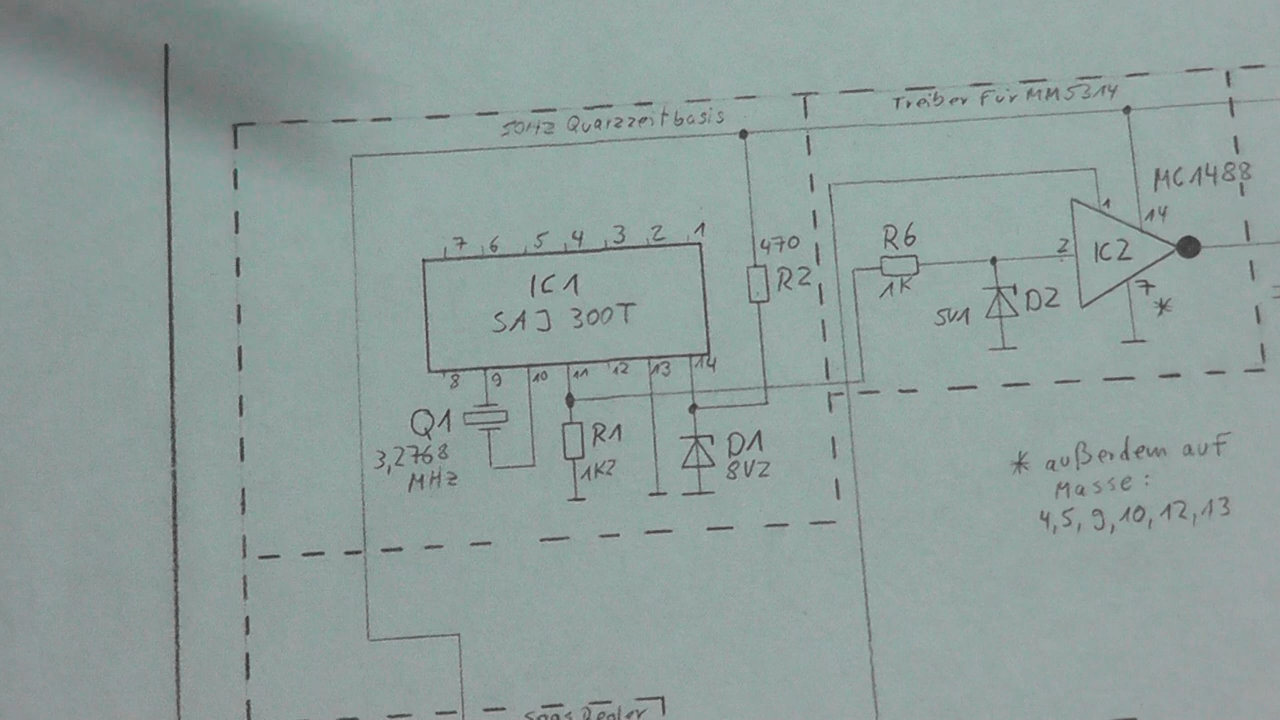 50Hz Quarzzeitbasis
Treiber Für MM5314
MC1488
7 6 5 4 3 2 1
IC1
SAJ 300T
8 9 10 11 12 13 14
470
R2
R6
1K
1
14
2
IC2
7
*
5V1
D2
Q1
3,2768
MHz
R1
1K2
D1
8V2
* außerdem auf
Masse:
4,5, 9, 10, 12, 13